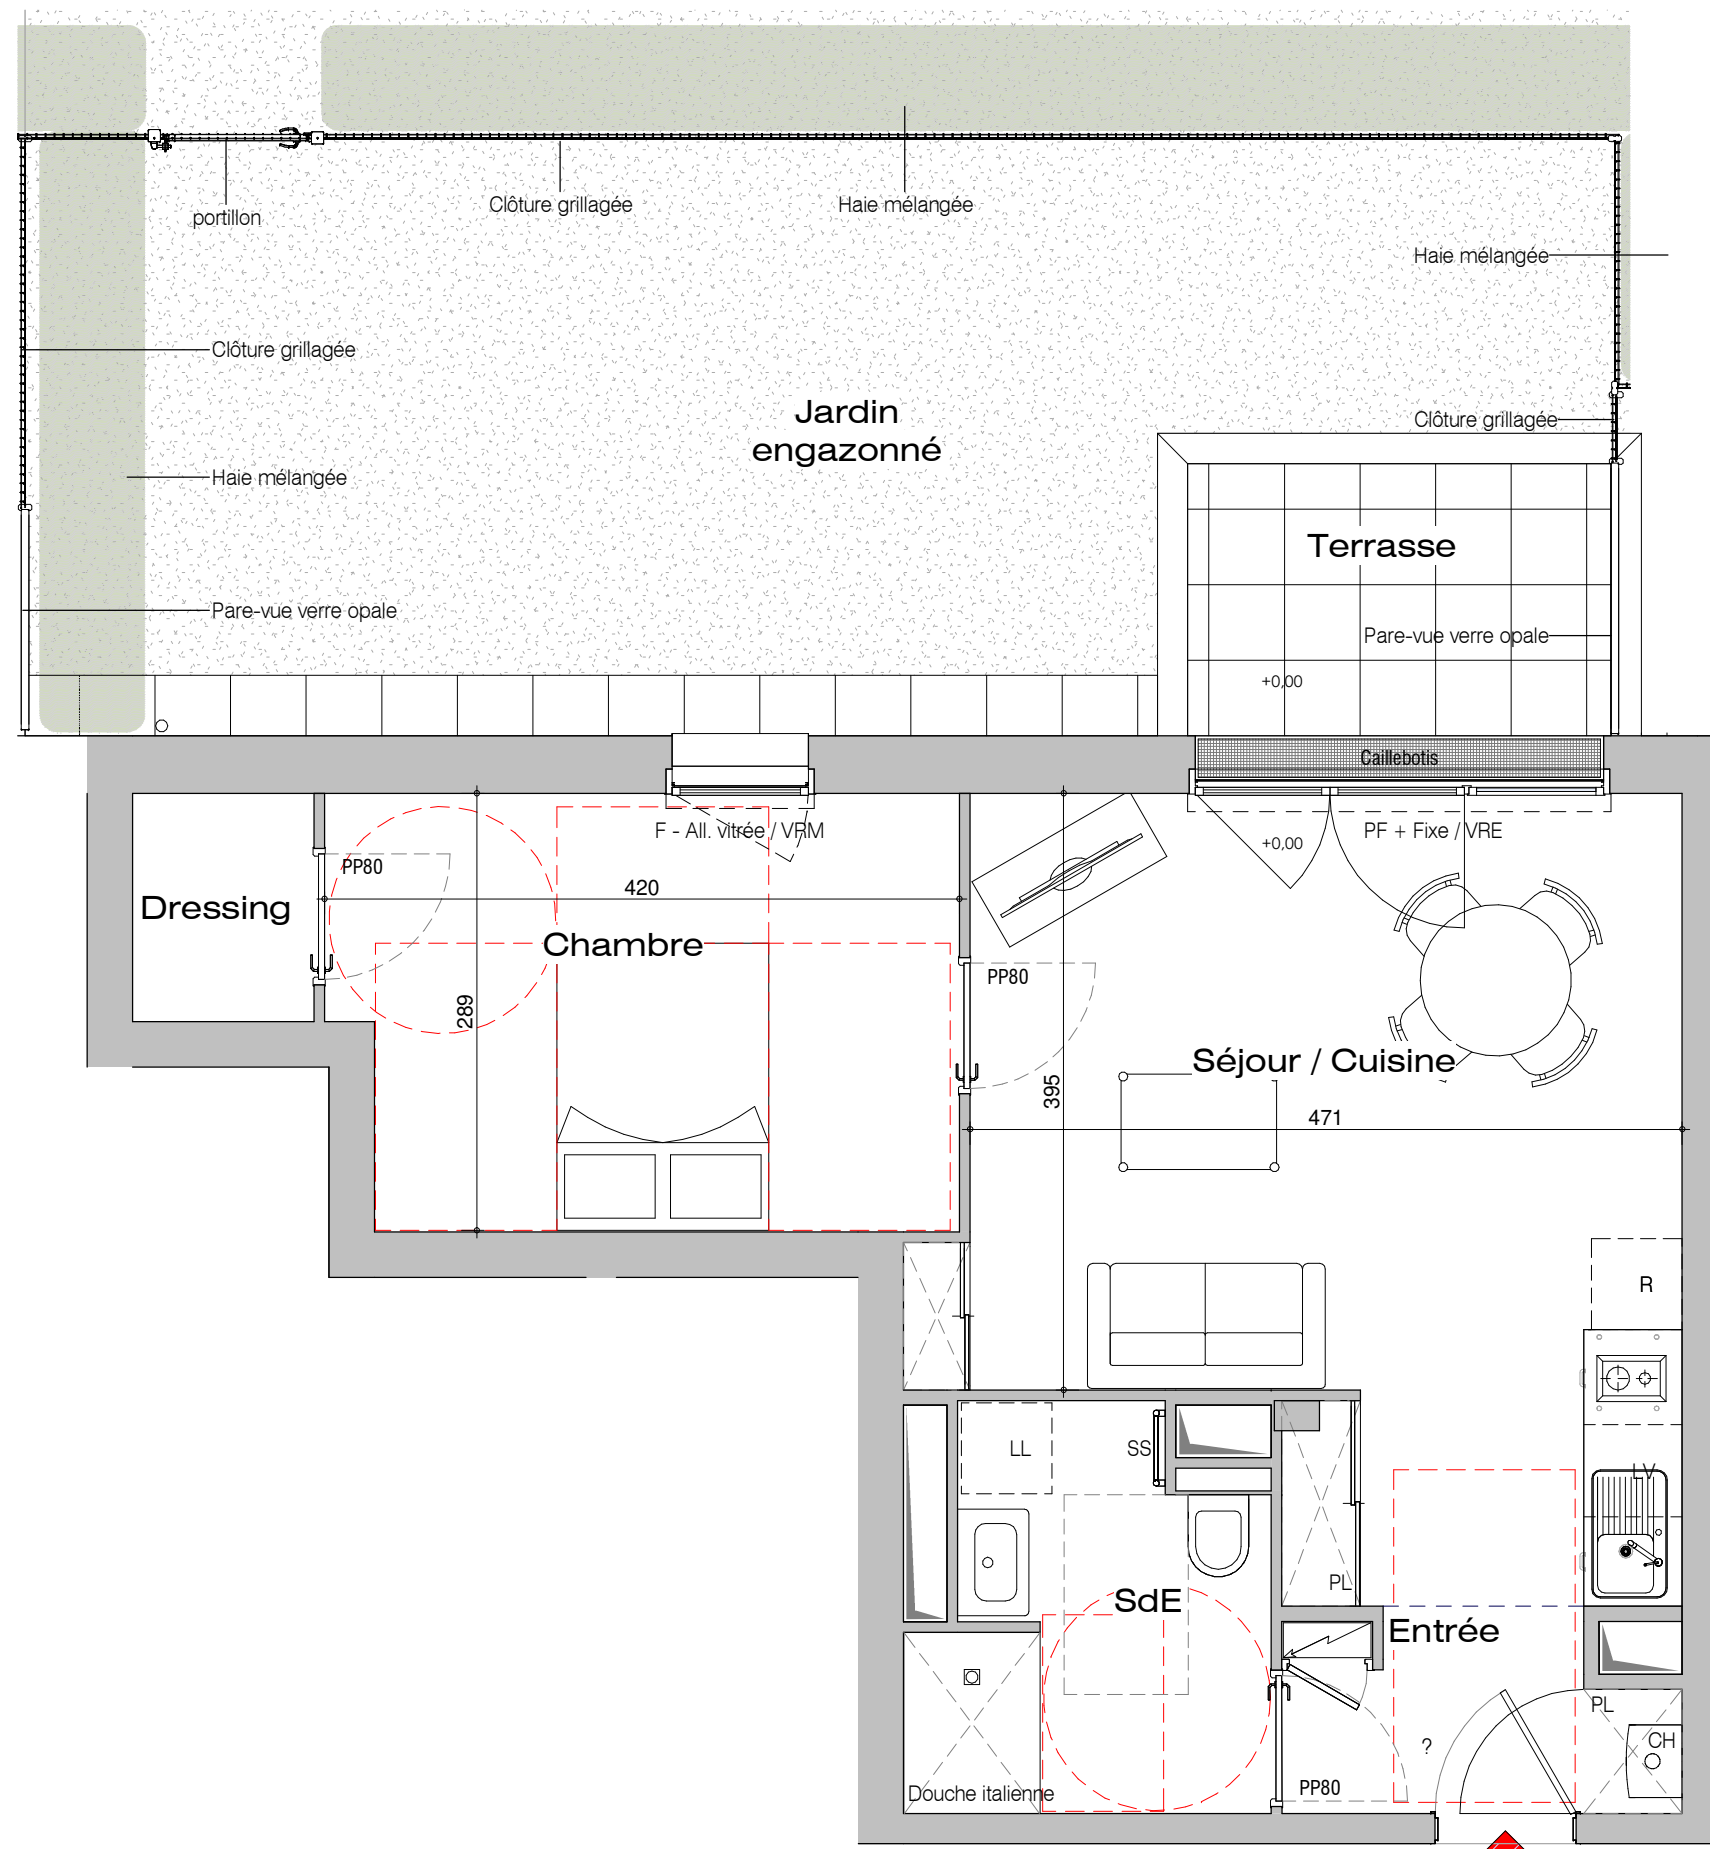 portillon
Clôture grillagée
Haie mélangée
Haie mélangée
Clôture grillagée
Jardin
engazonné
Clôture grillagée
Haie mélangée
Terrasse
Pare-vue verre opale
Pare-vue verre opale
+0,00
Caillebotis
F - All. vitrée / VRM
+0,00
PF + Fixe / VRE
PP80
420
Dressing
Chambre
PP80
289
Séjour / Cuisine
395
471
R
LL
SS
LV
PL
SdE
Entrée
PL
?
CH
PP80
Douche italienne